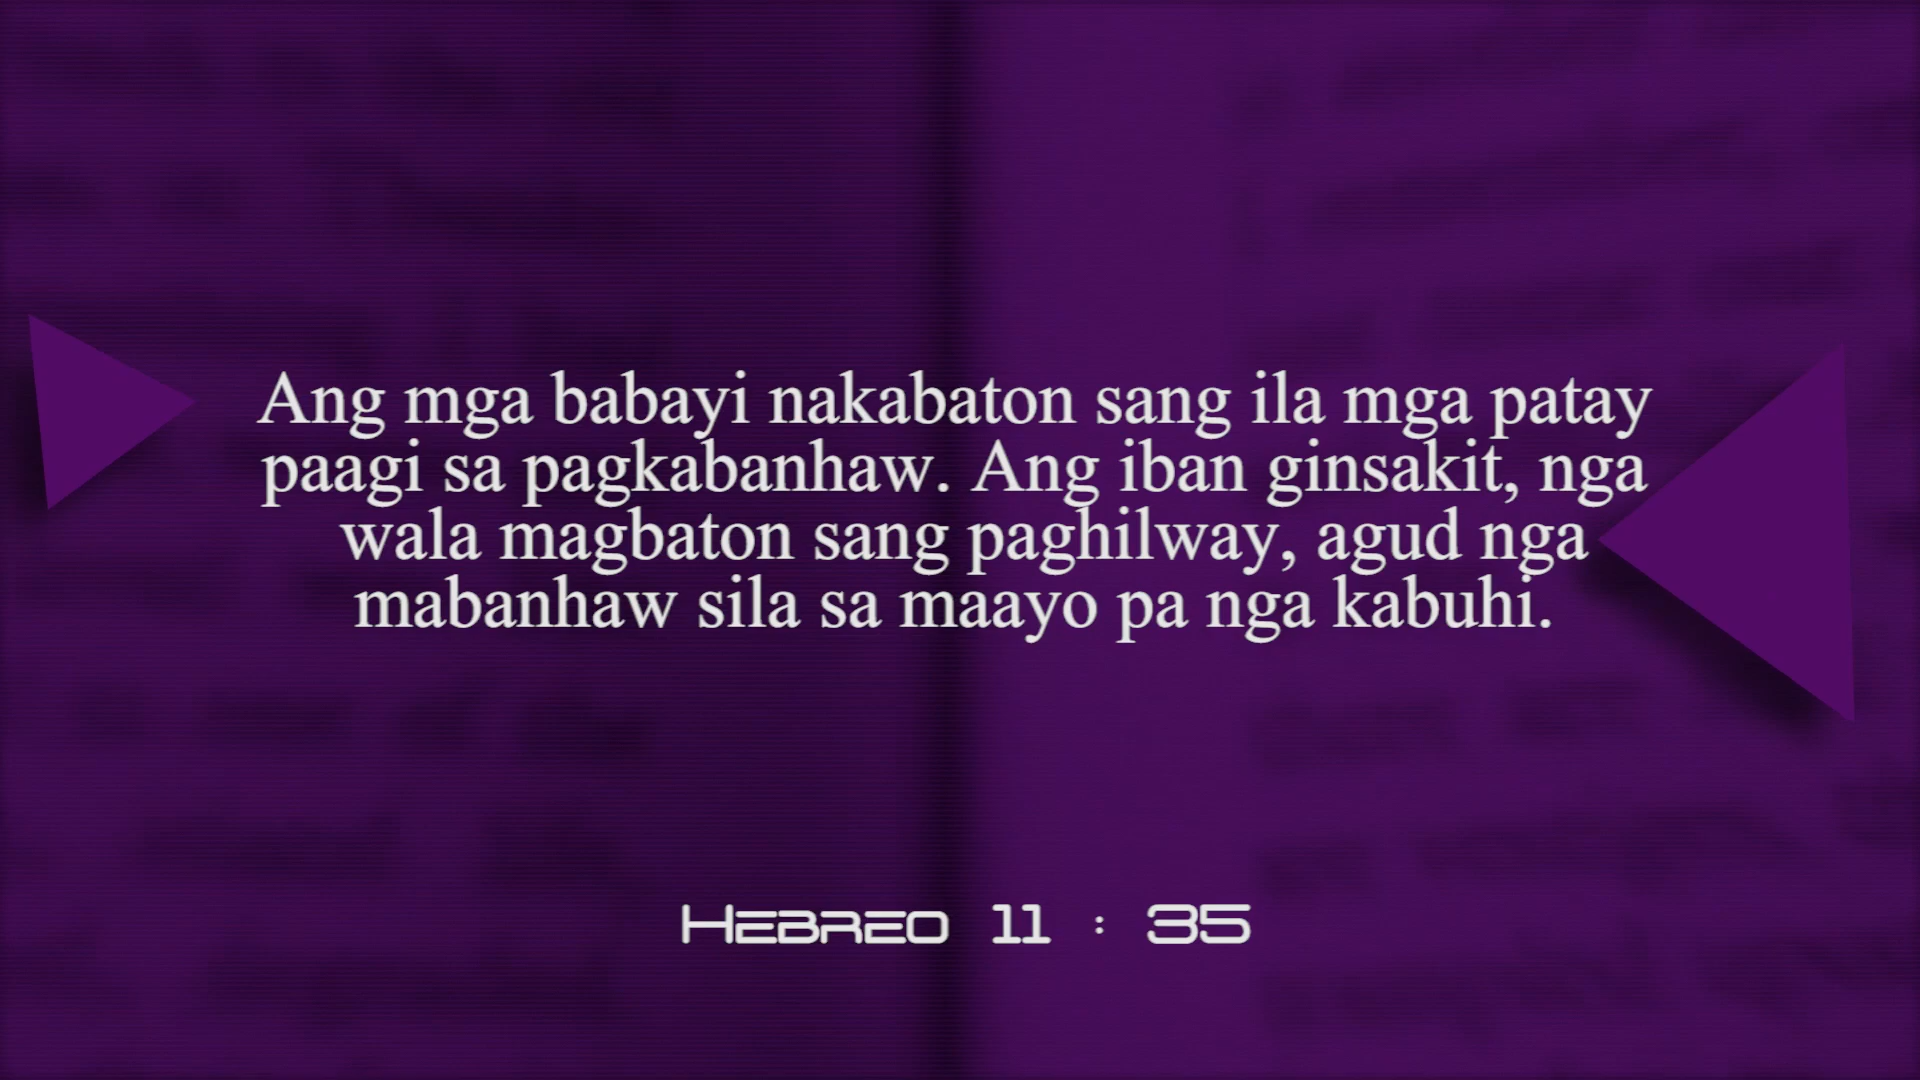 Ang mga babayi nakabaton sang ila mga patay
paagi sa pagkabanhaw. Ang iban ginsakit, nga
wala magbaton sang paghilway, agud nga
mabanhaw sila sa maayo pa nga kabuhi.
Hebreo 11 : 35